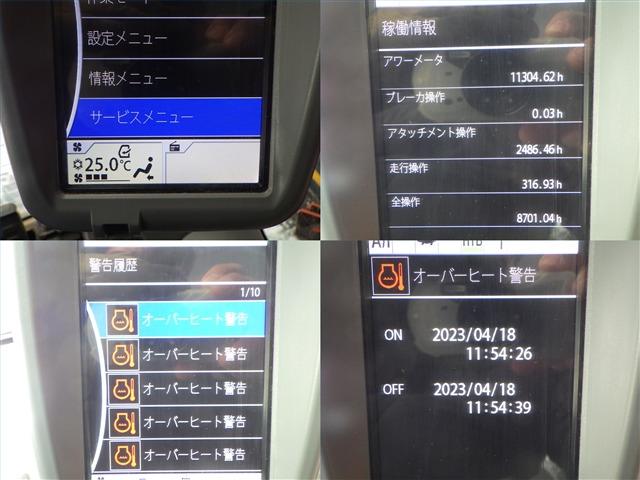 設定メニュー
情報メニュー
サービスメニュー
25.0℃
稼働情報
アワーメータ
11304.62h
ブレーカ操作
0.03h
アタッチメント操作
2486.46h
走行操作
316.93h
全操作
8701.04h
警告履歴
1/10
オーバーヒート警告
オーバーヒート警告
オーバーヒート警告
オーバーヒート警告
オーバーヒート警告
オーバーヒート警告
ON 2023/04/18
11:54:26
OFF 2023/04/18
11:54:39